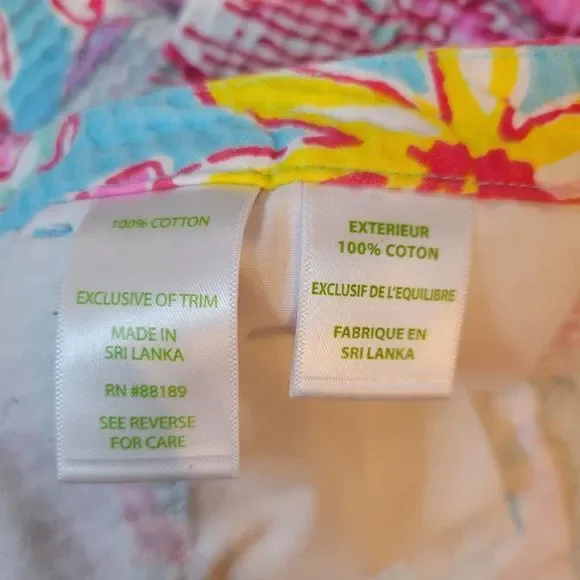 100% COTTON
EXCLUSIVE OF TRIM
MADE IN
SRI LANKA
RN #88189
SEE REVERSE
FOR CARE
EXTERIEUR
100% COTON
EXCLUSIF DE L'EQUILIBRE
FABRIQUE EN
SRI LANKA